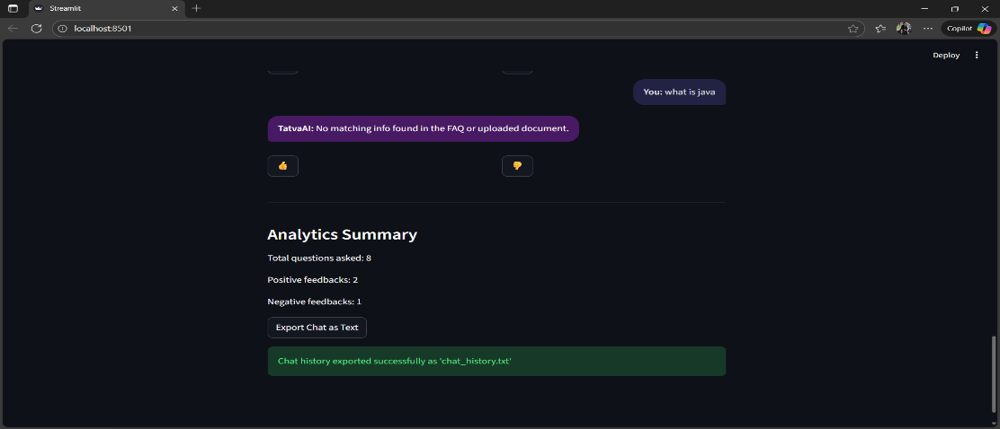 Streamlit
localhost:8501
Copilot
Deploy
You: what is java
TatvaAI: No matching info found in the FAQ or uploaded document.
Analytics Summary
Total questions asked: 8
Positive feedbacks: 2
Negative feedbacks: 1
Export Chat as Text
Chat history exported successfully as 'chat_history.txt'